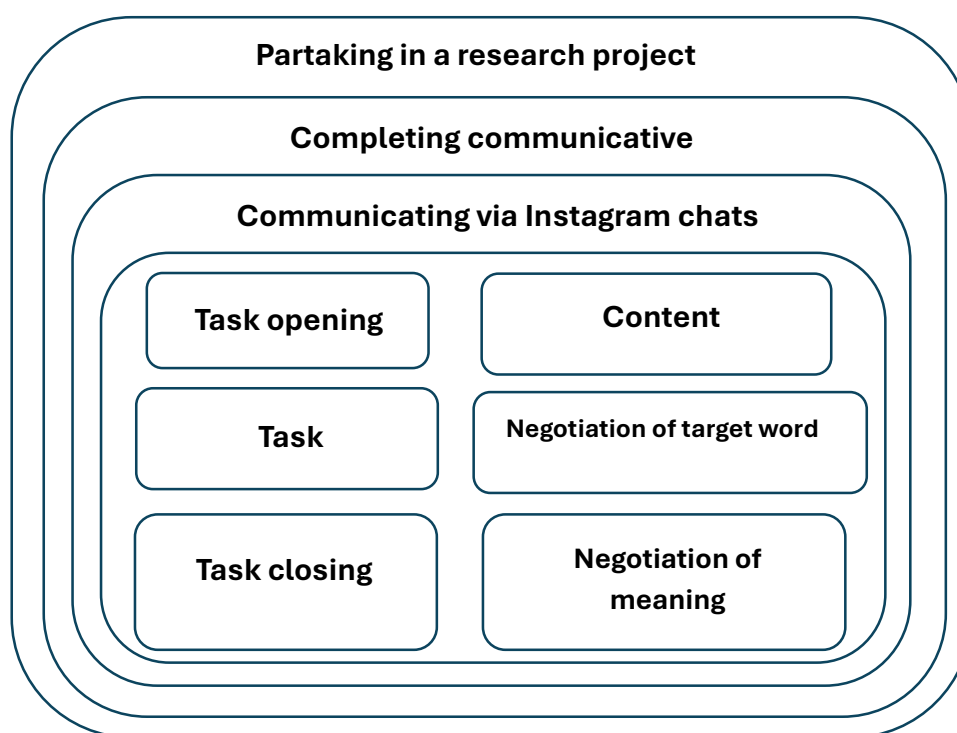 Partaking in a research project
Completing communicative
Communicating via Instagram chats
Task opening
Content
Task
Negotiation of target word
Task closing
Negotiation of
meaning